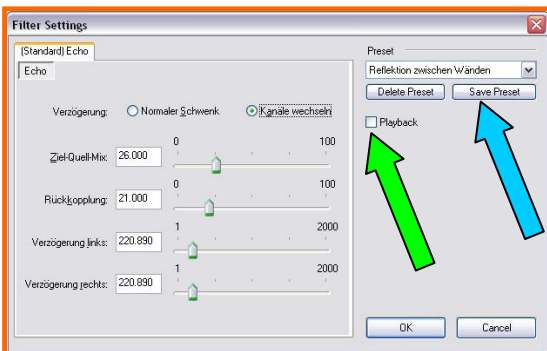 Filter Settings
(Standard) Echo
Echo
Verzögerung: Normaler Schwenk Kanäle wechseln
Ziel-Quell-Mix: 26.000 0 100
Rückkopplung: 21.000 0 100
Verzögerung links: 220.890 1 2000
Verzögerung rechts: 220.890 1 2000
Preset
Reflektion zwischen Wänden
Delete Preset Save Preset
Playback
OK Cancel